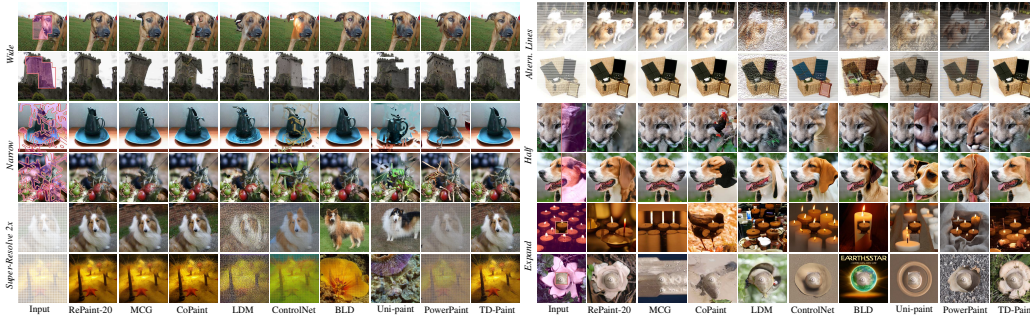 Wide
Narrow
Super-Resolve 2x
Input RePaint-20 MCG CoPaint LDM ControlNet BLD Uni-paint PowerPaint TD-Paint
Altern. Lines
Half
Expand
EARRTHSSTAR
Input RePaint-20 MCG CoPaint LDM ControlNet BLD Uni-paint PowerPaint TD-Paint